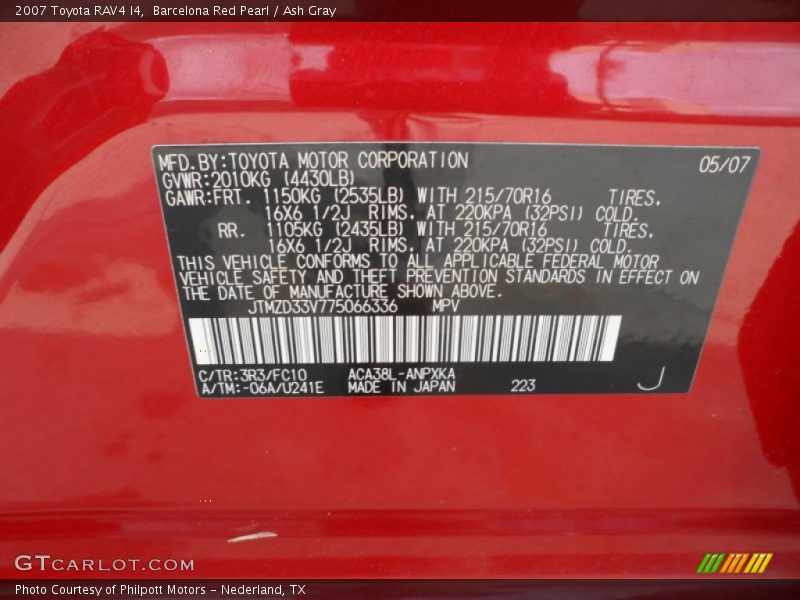 2007 Toyota RAV4 I4,  Barcelona Red Pearl / Ash Gray
MFD. BY: TOYOTA MOTOR CORPORATION 05/07
GVWR: 2010KG (4430LB)
GAWR: FRT. 1150KG (2535LB) WITH 215/70R16 TIRES.
16X6 1/2J RIMS. AT 220KPA (32PSI) COLD.
RR. 1105KG (2435LB) WITH 215/70R16 TIRES.
16X6 1/2J RIMS. AT 220KPA (32PSI) COLD.
THIS VEHICLE CONFORMS TO ALL APPLICABLE FEDERAL MOTOR
VEHICLE SAFETY AND THEFT PREVENTION STANDARDS IN EFFECT ON
THE DATE OF MANUFACTURE SHOWN ABOVE.
JTMZD33V775066336 MPV
C/TR: 3R3/FC10 ACA38L-ANPXKA
A/TM: -06A/U241E MADE IN JAPAN 223 J
GTCARLOT.COM
Photo Courtesy of Philpott Motors - Nederland, TX